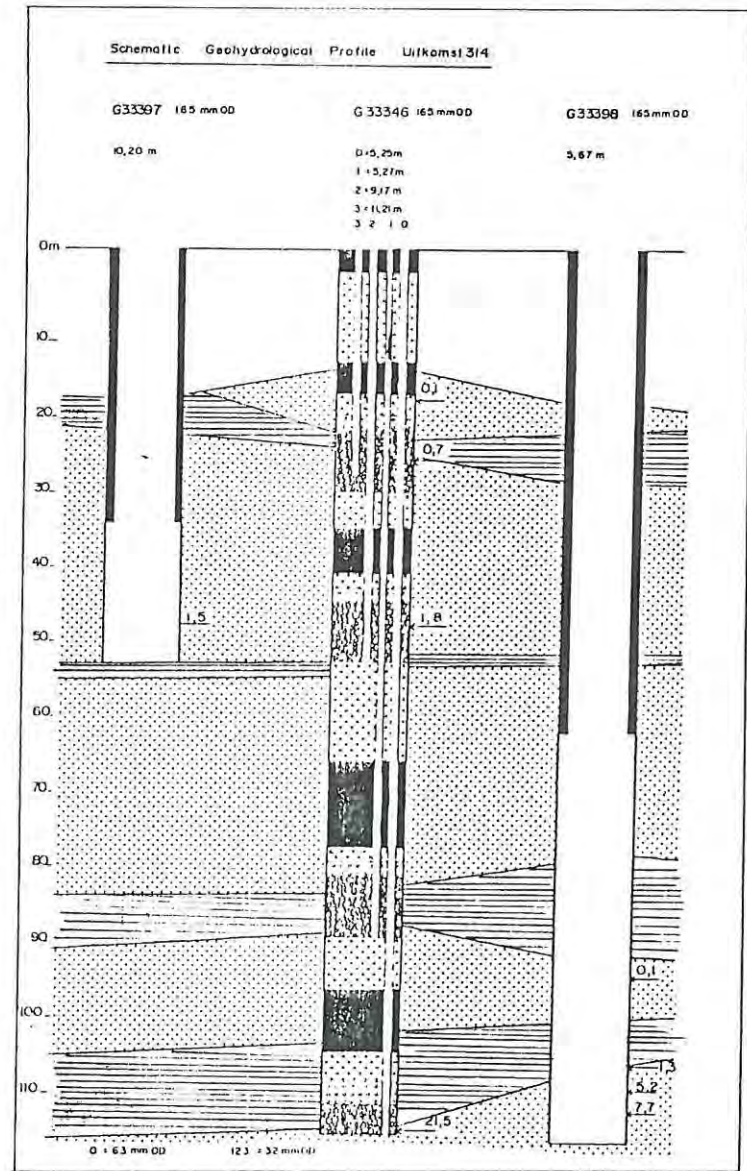 Schematic Geohydrological Profile Uitkomst 314
G33397 165 mm OD G33346 165 mm OD G33398 165 mm OD
10,20 m 0=5,25m 5,67 m
1=5,27m
2=9,17m
3=11,21m
3 2 1 0
0m
10
20 0,1
0,7
30
40
50 1,5 1,8
60
70
80
90
0,1
100
1,3
110 5,2
21,5 7,7
0 = 63 mm OD 123 = 32 mm OD